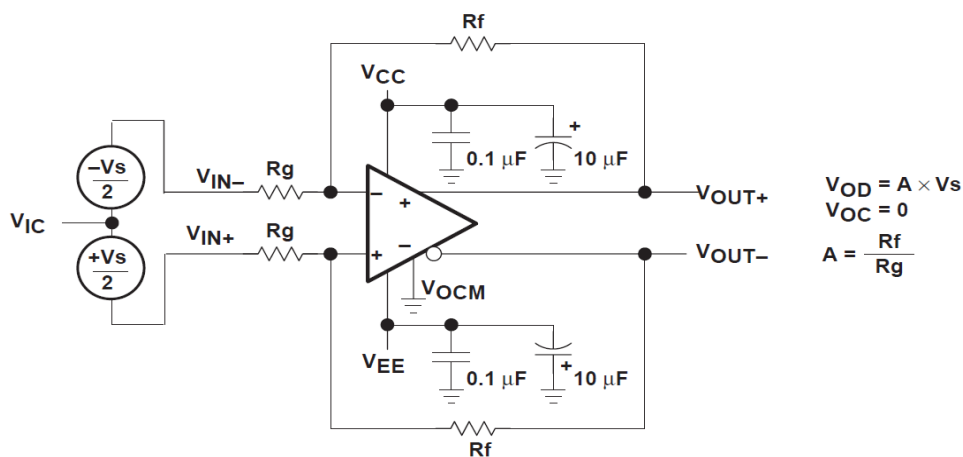 Rf
VCC
+
0.1 μF
10 μF
−Vs
2
VIN−
Rg
−
+
VOUT+
VOD = A × Vs
VIC
VOC = 0
VIN+
Rg
+Vs
2
+
−
VOUT−
A = Rf
Rg
VOCM
VEE
0.1 μF
+
10 μF
Rf